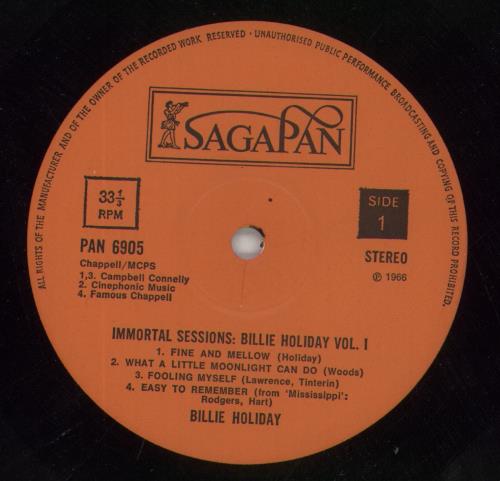 ALL RIGHTS OF THE MANUFACTURER AND OF THE OWNER OF THE RECORDED WORK RESERVED · UNAUTHORISED PUBLIC PERFORMANCE BROADCASTING AND COPYING OF THIS RECORD PROHIBITED.
SAGAPAN
33 1/3
RPM
SIDE
1
PAN 6905
STEREO
Chappell/MCPS
℗ 1966
1,3. Campbell Connelly
2. Cinephonic Music
4. Famous Chappell
IMMORTAL SESSIONS: BILLIE HOLIDAY VOL. I
1. FINE AND MELLOW (Holiday)
2. WHAT A LITTLE MOONLIGHT CAN DO (Woods)
3. FOOLING MYSELF (Lawrence, Tinterin)
4. EASY TO REMEMBER (from 'Mississippi':
Rodgers, Hart)
BILLIE HOLIDAY